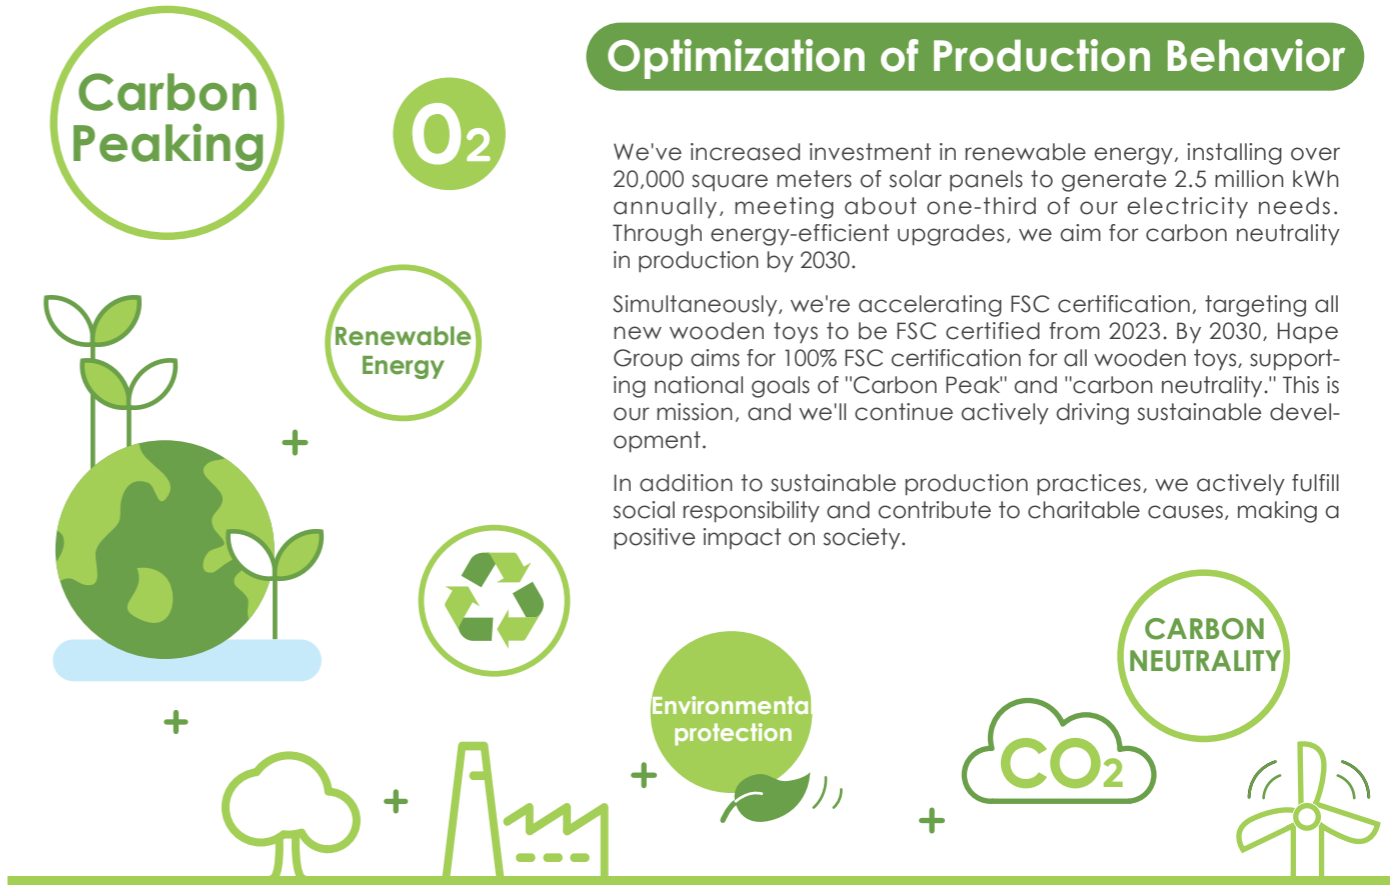 Carbon
Peaking
O2
Optimization of Production Behavior
We've increased investment in renewable energy, installing over
20,000 square meters of solar panels to generate 2.5 million kWh
annually, meeting about one-third of our electricity needs.
Through energy-efficient upgrades, we aim for carbon neutrality
in production by 2030.
Simultaneously, we're accelerating FSC certification, targeting all
new wooden toys to be FSC certified from 2023. By 2030, Hape
Group aims for 100% FSC certification for all wooden toys, support-
ing national goals of "Carbon Peak" and "carbon neutrality." This is
our mission, and we'll continue actively driving sustainable devel-
opment.
In addition to sustainable production practices, we actively fulfill
social responsibility and contribute to charitable causes, making a
positive impact on society.
Renewable
Energy
Environmental
protection
CARBON
NEUTRALITY
CO2